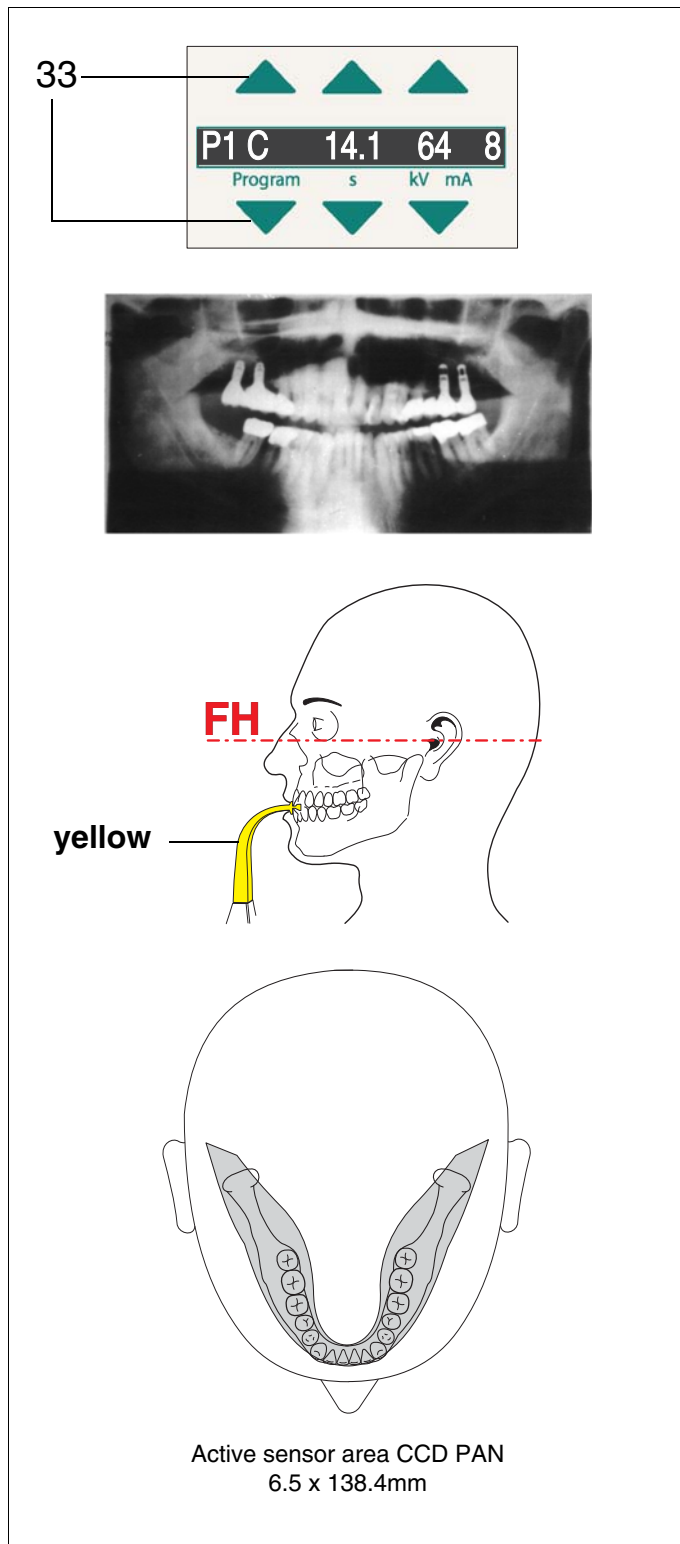 33
P1 C 14.1 64 8
Program s kV mA
FH
yellow
Active sensor area CCD PAN
6.5 x 138.4mm